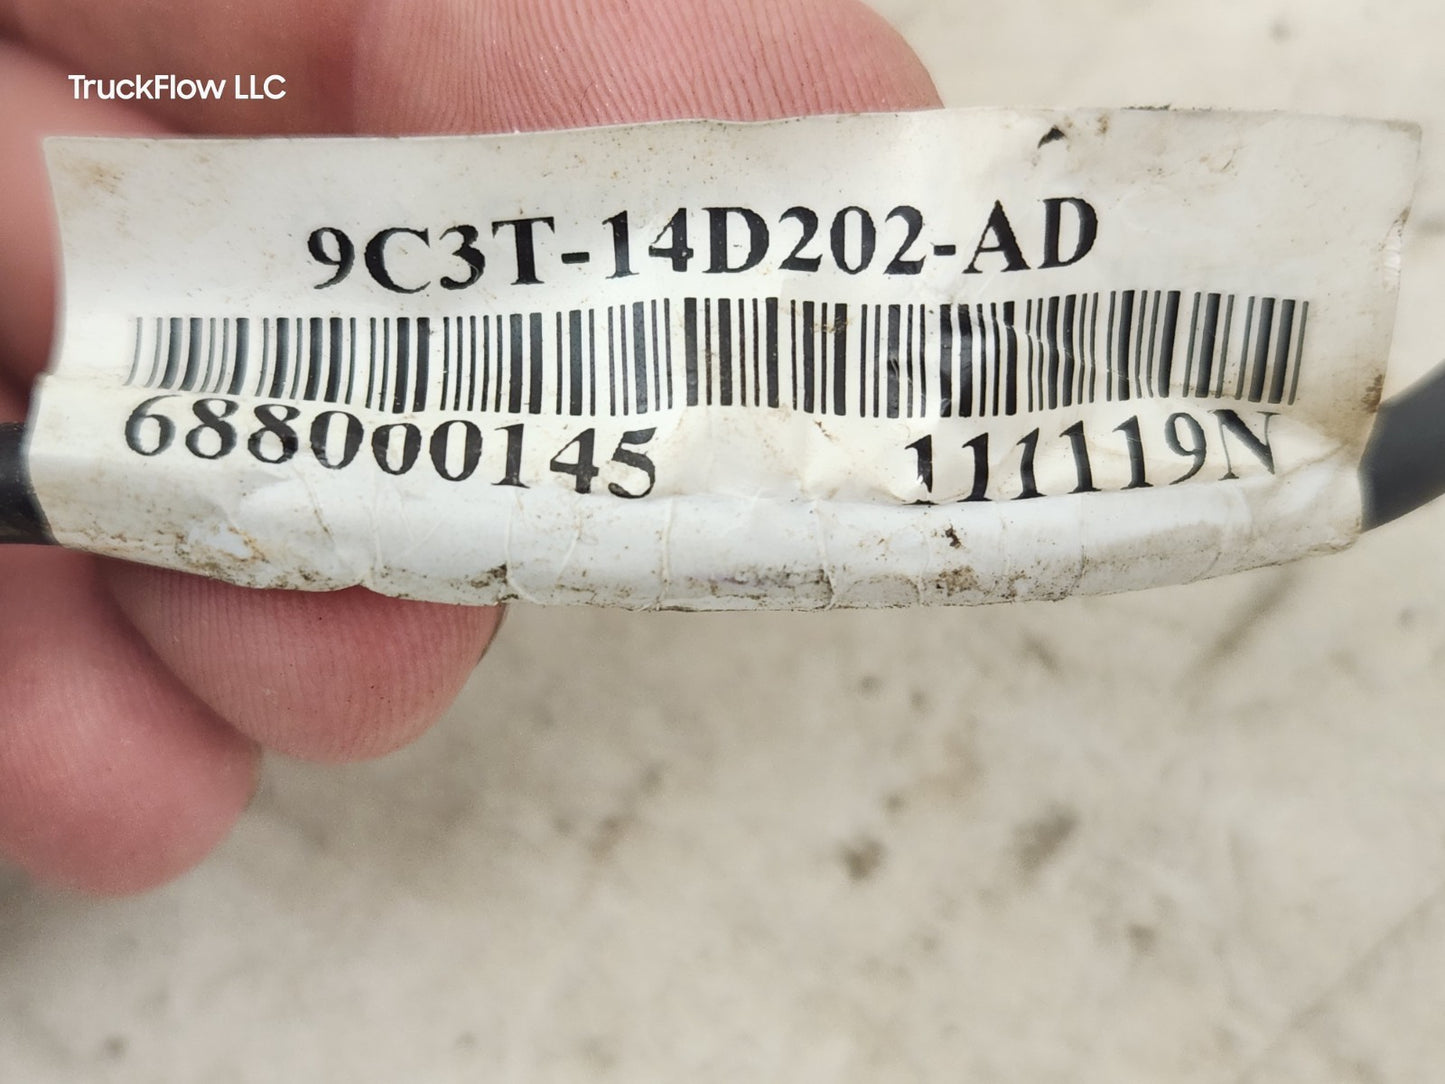 TruckFlow LLC
9C3T-14D202-AD
688000145 111119N